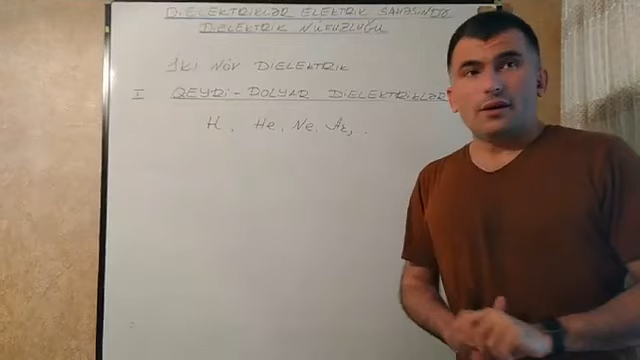 DİELEKTRİKLƏR ELEKTRİK SAHƏSİNDƏ
DİELEKTRİK NÜFUZLUĞU
İKİ NÖV DİELEKTRİK
I QEYRİ-POLYAR DİELEKTRİKLƏR
H, He, Ne, Ar, ..